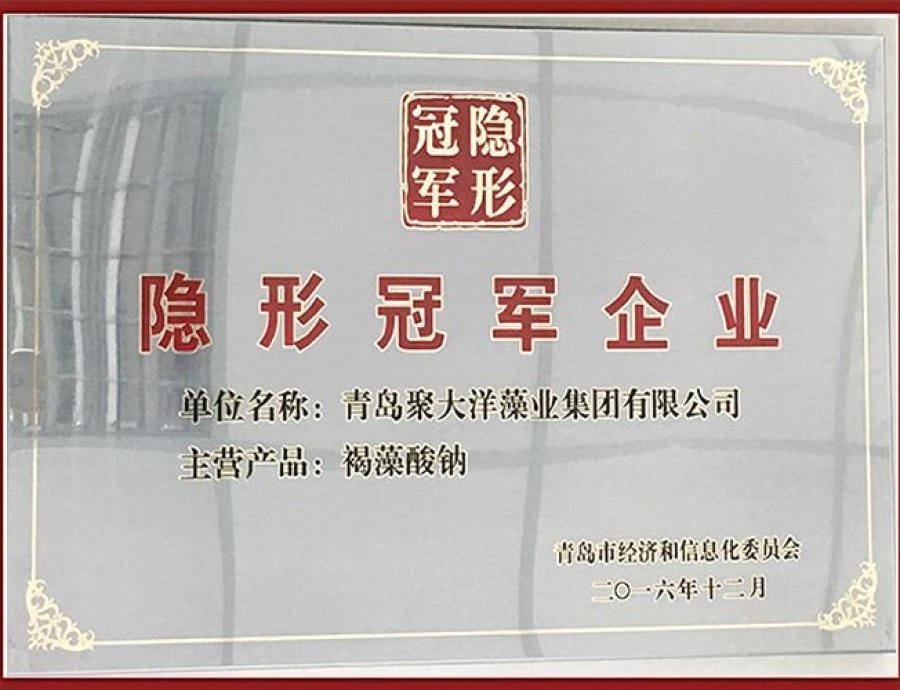 隐形
冠军
隐形冠军企业
单位名称：青岛聚大洋藻业集团有限公司
主营产品：褐藻酸钠
青岛市经济和信息化委员会
二〇一六年十二月